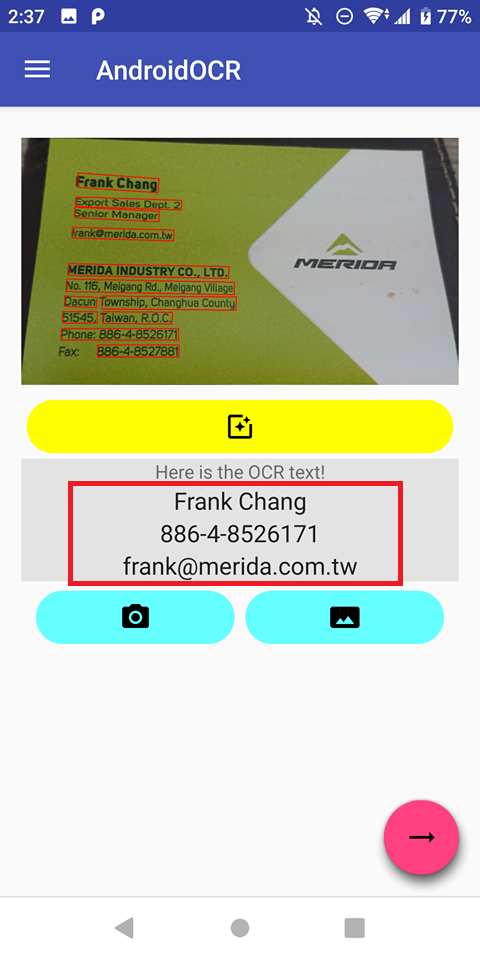 2:37
77%
AndroidOCR
Frank Chang
Export Sales Dept. 2
Senior Manager
frank@merida.com.tw
MERIDA INDUSTRY CO., LTD.
No. 116, Meigang Rd., Meigang Village
Dacun Township, Changhua County
51545, Taiwan, R.O.C.
Phone: 886-4-8526171
Fax: 886-4-8527881
MERIDA
Here is the OCR text!
Frank Chang
886-4-8526171
frank@merida.com.tw